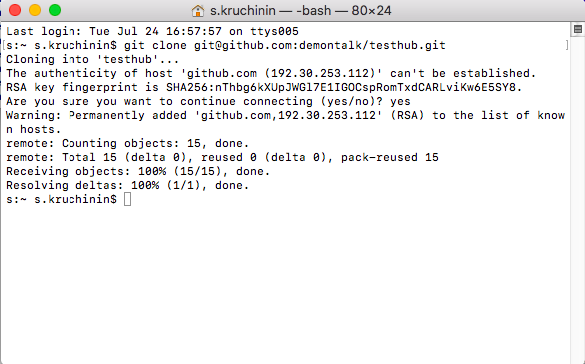 s.kruchinin — -bash — 80×24
Last login: Tue Jul 24 16:57:57 on ttys005
[s:~ s.kruchinin$ git clone git@github.com:demontalk/testhub.git ]
Cloning into 'testhub'...
The authenticity of host 'github.com (192.30.253.112)' can't be established.
RSA key fingerprint is SHA256:nThbg6kXUpJWGl7E1IGOCspRomTxdCARLviKw6E5SY8.
Are you sure you want to continue connecting (yes/no)? yes
Warning: Permanently added 'github.com,192.30.253.112' (RSA) to the list of know
n hosts.
remote: Counting objects: 15, done.
remote: Total 15 (delta 0), reused 0 (delta 0), pack-reused 15
Receiving objects: 100% (15/15), done.
Resolving deltas: 100% (1/1), done.
s:~ s.kruchinin$